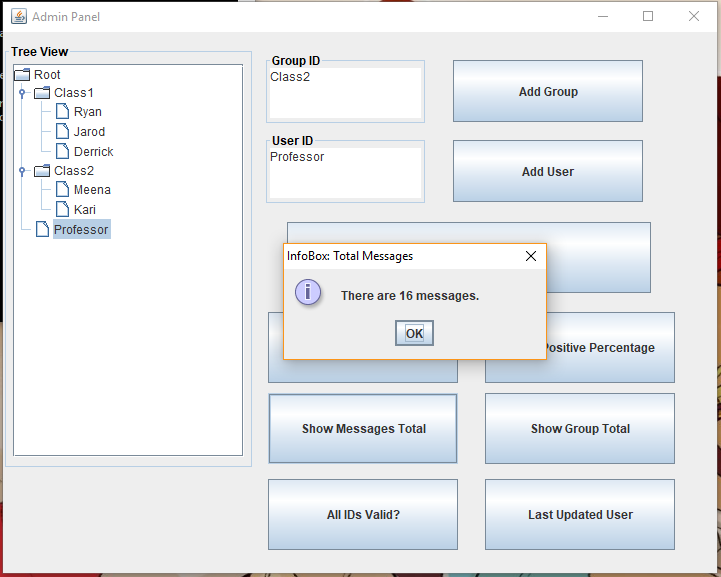 Admin Panel
Tree View
Root
Class1
Ryan
Jarod
Derrick
Class2
Meena
Kari
Professor
Group ID
Class2
Add Group
User ID
Professor
Add User
InfoBox: Total Messages
There are 16 messages.
OK
Positive Percentage
Show Messages Total
Show Group Total
All IDs Valid?
Last Updated User